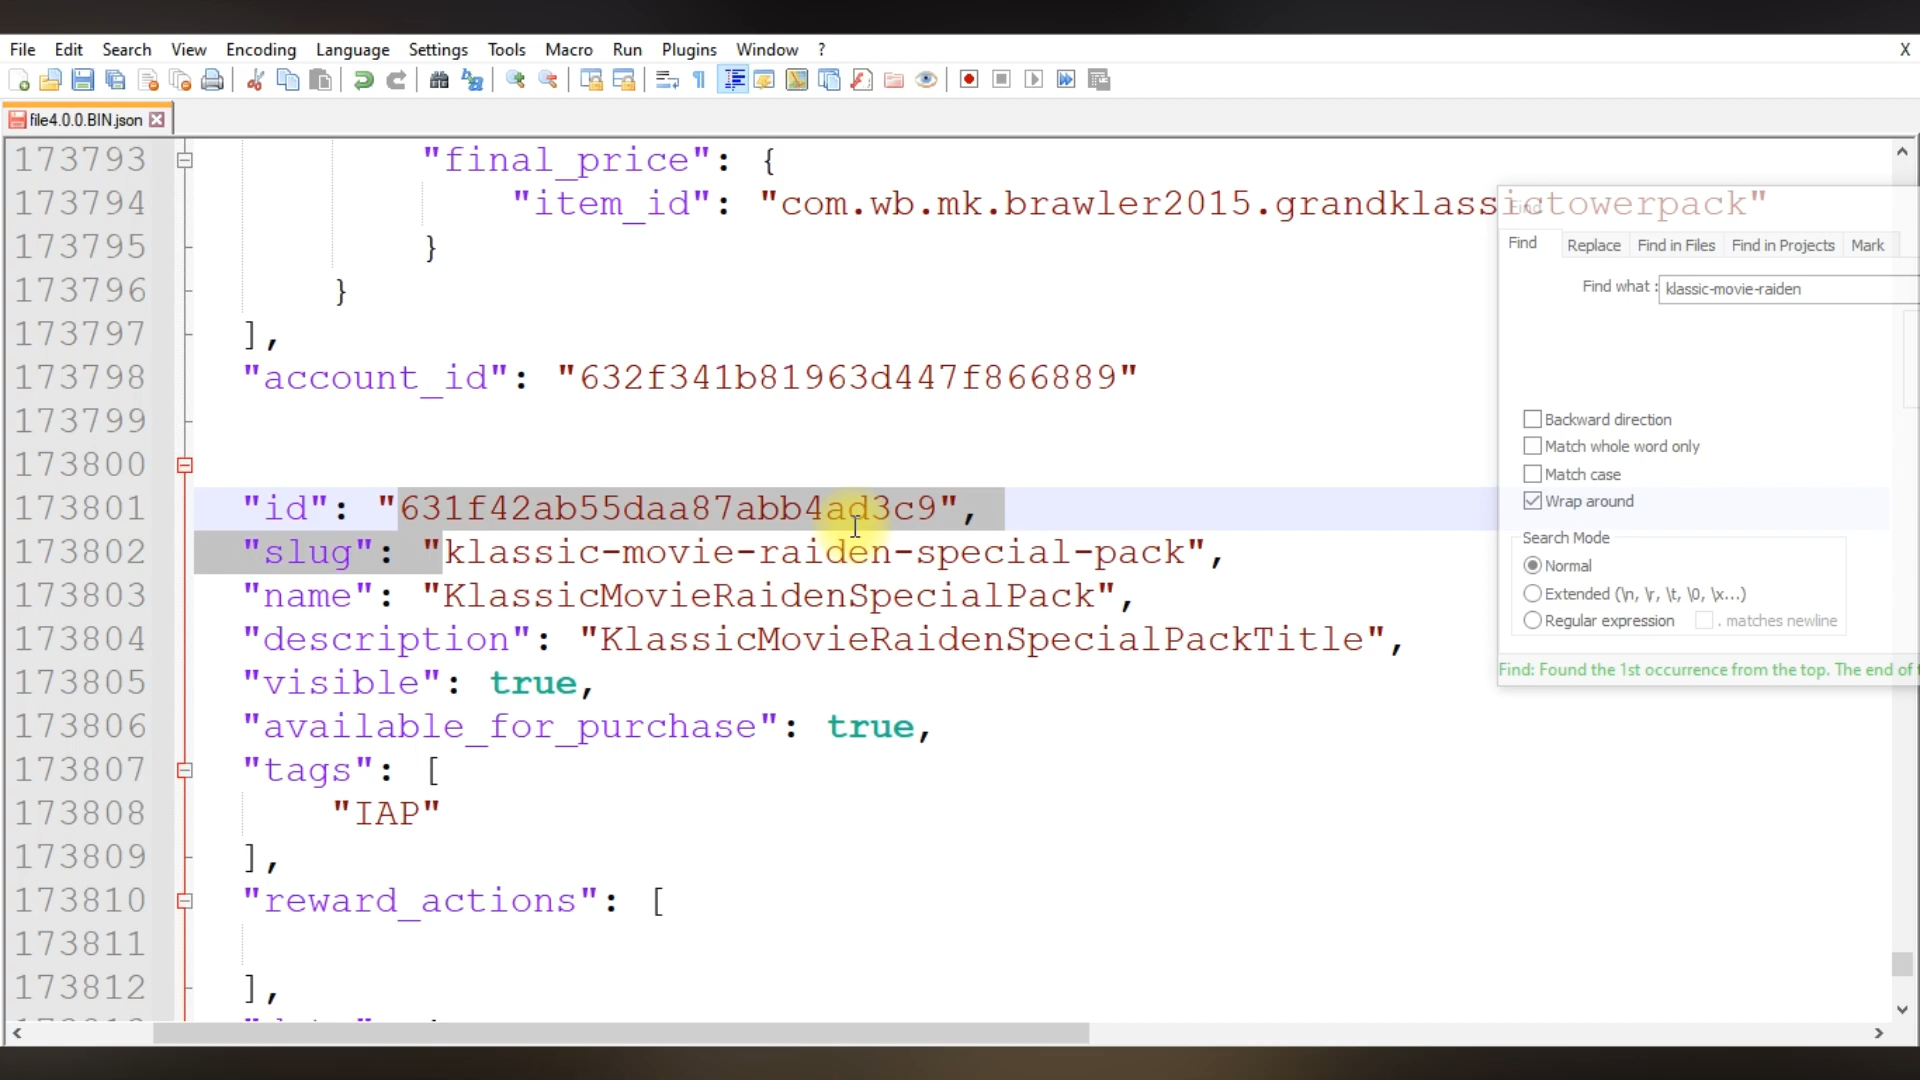 File Edit Search View Encoding Language Settings Tools Macro Run Plugins Window ? X
file4.0.0.BIN.json
173793 "final_price": {
173794 "item_id": "com.wb.mk.brawler2015.grandklassictowerpack"
173795 }
173796 }
173797 ],
173798 "account_id": "632f341b81963d447f866889"
173799
173800
173801 "id": "631f42ab55daa87abb4ad3c9",
173802 "slug": "klassic-movie-raiden-special-pack",
173803 "name": "KlassicMovieRaidenSpecialPack",
173804 "description": "KlassicMovieRaidenSpecialPackTitle",
173805 "visible": true,
173806 "available_for_purchase": true,
173807 "tags": [
173808 "IAP"
173809 ],
173810 "reward_actions": [
173811
173812 ],
Find
Find Replace Find in Files Find in Projects Mark
Find what : klassic-movie-raiden
Backward direction
Match whole word only
Match case
Wrap around
Search Mode
Normal
Extended (\n, \r, \t, \0, \x...)
Regular expression . matches newline
Find: Found the 1st occurrence from the top. The end of